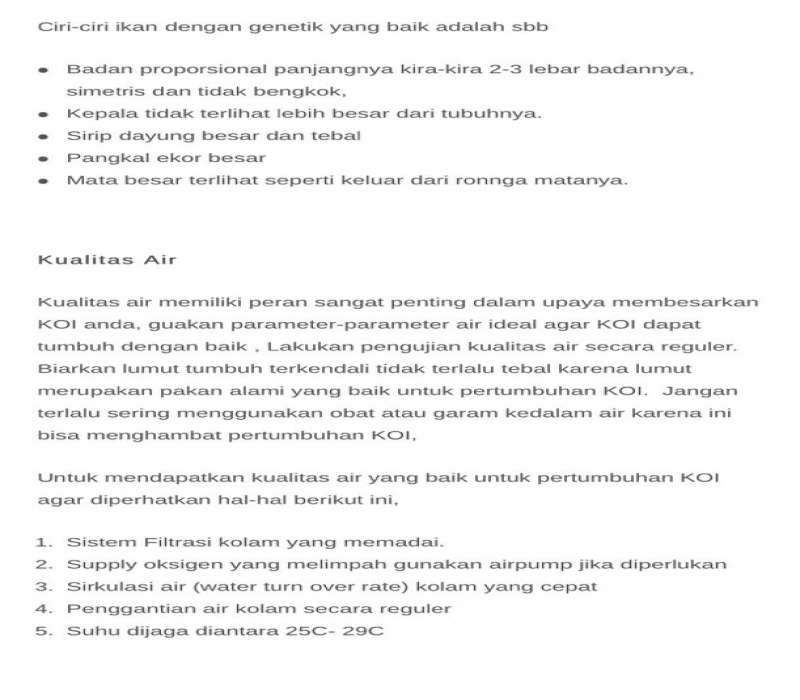 Ciri-ciri ikan dengan genetik yang baik adalah sbb
• Badan proporsional panjangnya kira-kira 2-3 lebar badannya,
simetris dan tidak bengkok,
• Kepala tidak terlihat lebih besar dari tubuhnya.
• Sirip dayung besar dan tebal
• Pangkal ekor besar
• Mata besar terlihat seperti keluar dari ronnga matanya.
Kualitas Air
Kualitas air memiliki peran sangat penting dalam upaya membesarkan
KOI anda, guakan parameter-parameter air ideal agar KOI dapat
tumbuh dengan baik , Lakukan pengujian kualitas air secara reguler.
Biarkan lumut tumbuh terkendali tidak terlalu tebal karena lumut
merupakan pakan alami yang baik untuk pertumbuhan KOI.  Jangan
terlalu sering menggunakan obat atau garam kedalam air karena ini
bisa menghambat pertumbuhan KOI,
Untuk mendapatkan kualitas air yang baik untuk pertumbuhan KOI
agar diperhatkan hal-hal berikut ini,
1. Sistem Filtrasi kolam yang memadai.
2. Supply oksigen yang melimpah gunakan airpump jika diperlukan
3. Sirkulasi air (water turn over rate) kolam yang cepat
4. Penggantian air kolam secara reguler
5. Suhu dijaga diantara 25C- 29C